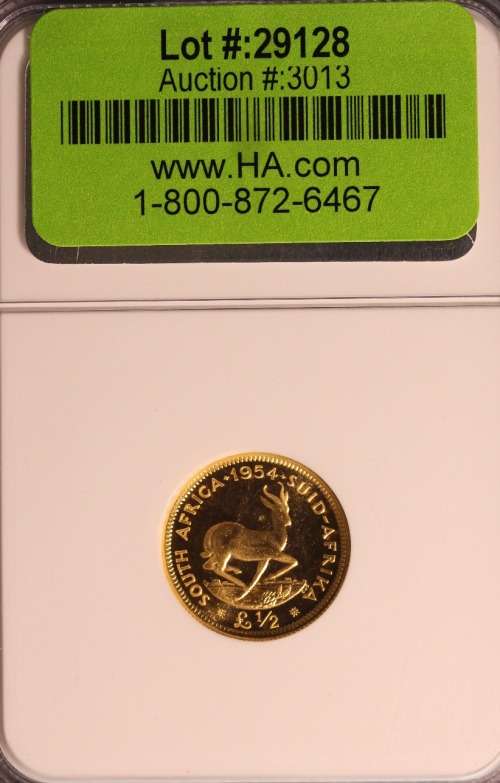 Lot #:29128
Auction #:3013
www.HA.com
1-800-872-6467
SOUTH AFRICA · 1954 · SUID-AFRIKA
£ 1/2